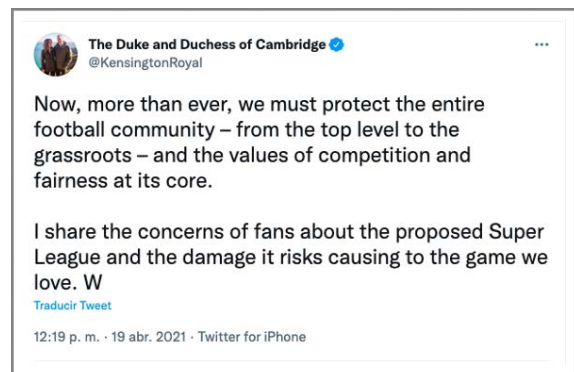 The Duke and Duchess of Cambridge
@KensingtonRoyal
Now, more than ever, we must protect the entire
football community – from the top level to the
grassroots – and the values of competition and
fairness at its core.
I share the concerns of fans about the proposed Super
League and the damage it risks causing to the game we
love. W
Traducir Tweet
12:19 p. m. · 19 abr. 2021 · Twitter for iPhone